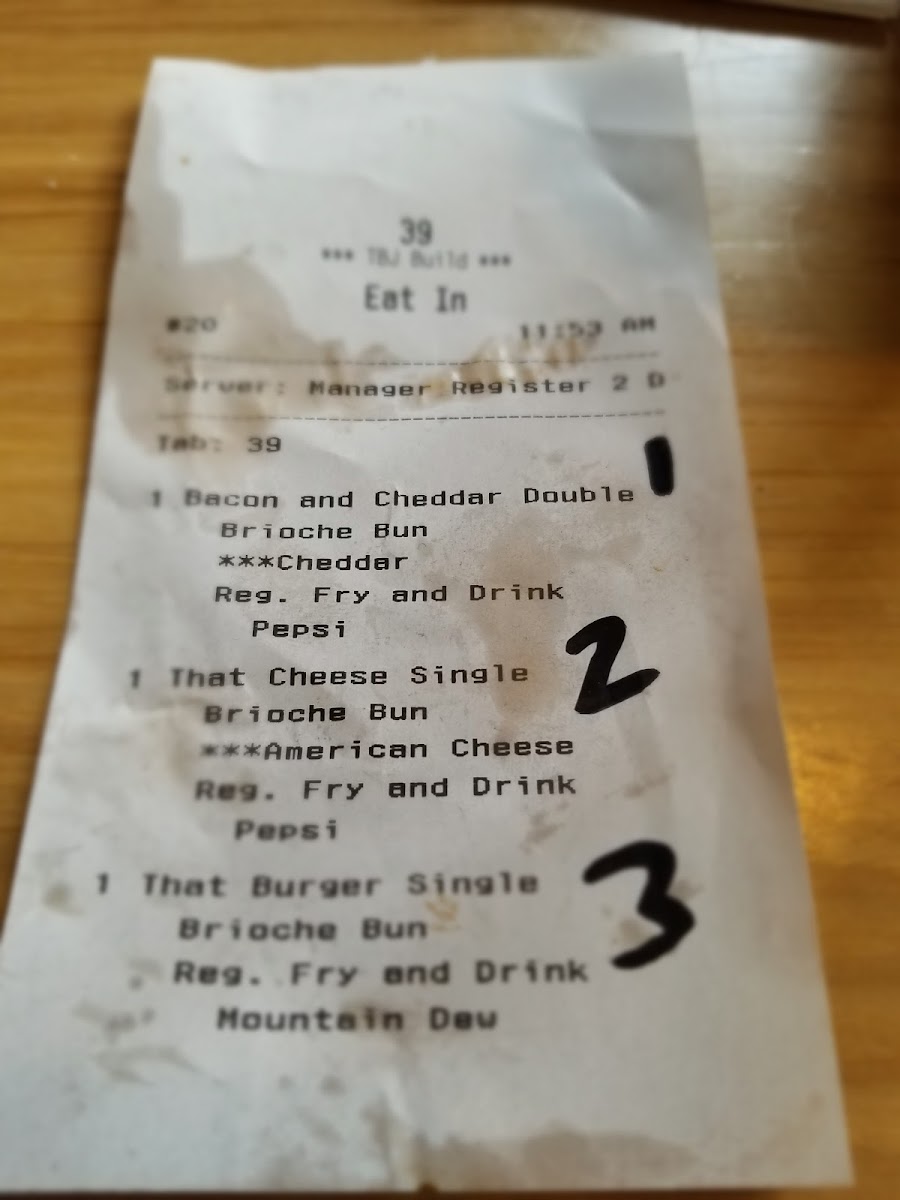 39
*** TBJ Build ***
Eat In
#20 11:53 AM
Server: Manager Register 2 D
Tab: 39
1 Bacon and Cheddar Double 1
Brioche Bun
***Cheddar
Reg. Fry and Drink
Pepsi
1 That Cheese Single 2
Brioche Bun
***American Cheese
Reg. Fry and Drink
Pepsi
1 That Burger Single 3
Brioche Bun
Reg. Fry and Drink
Mountain Dew